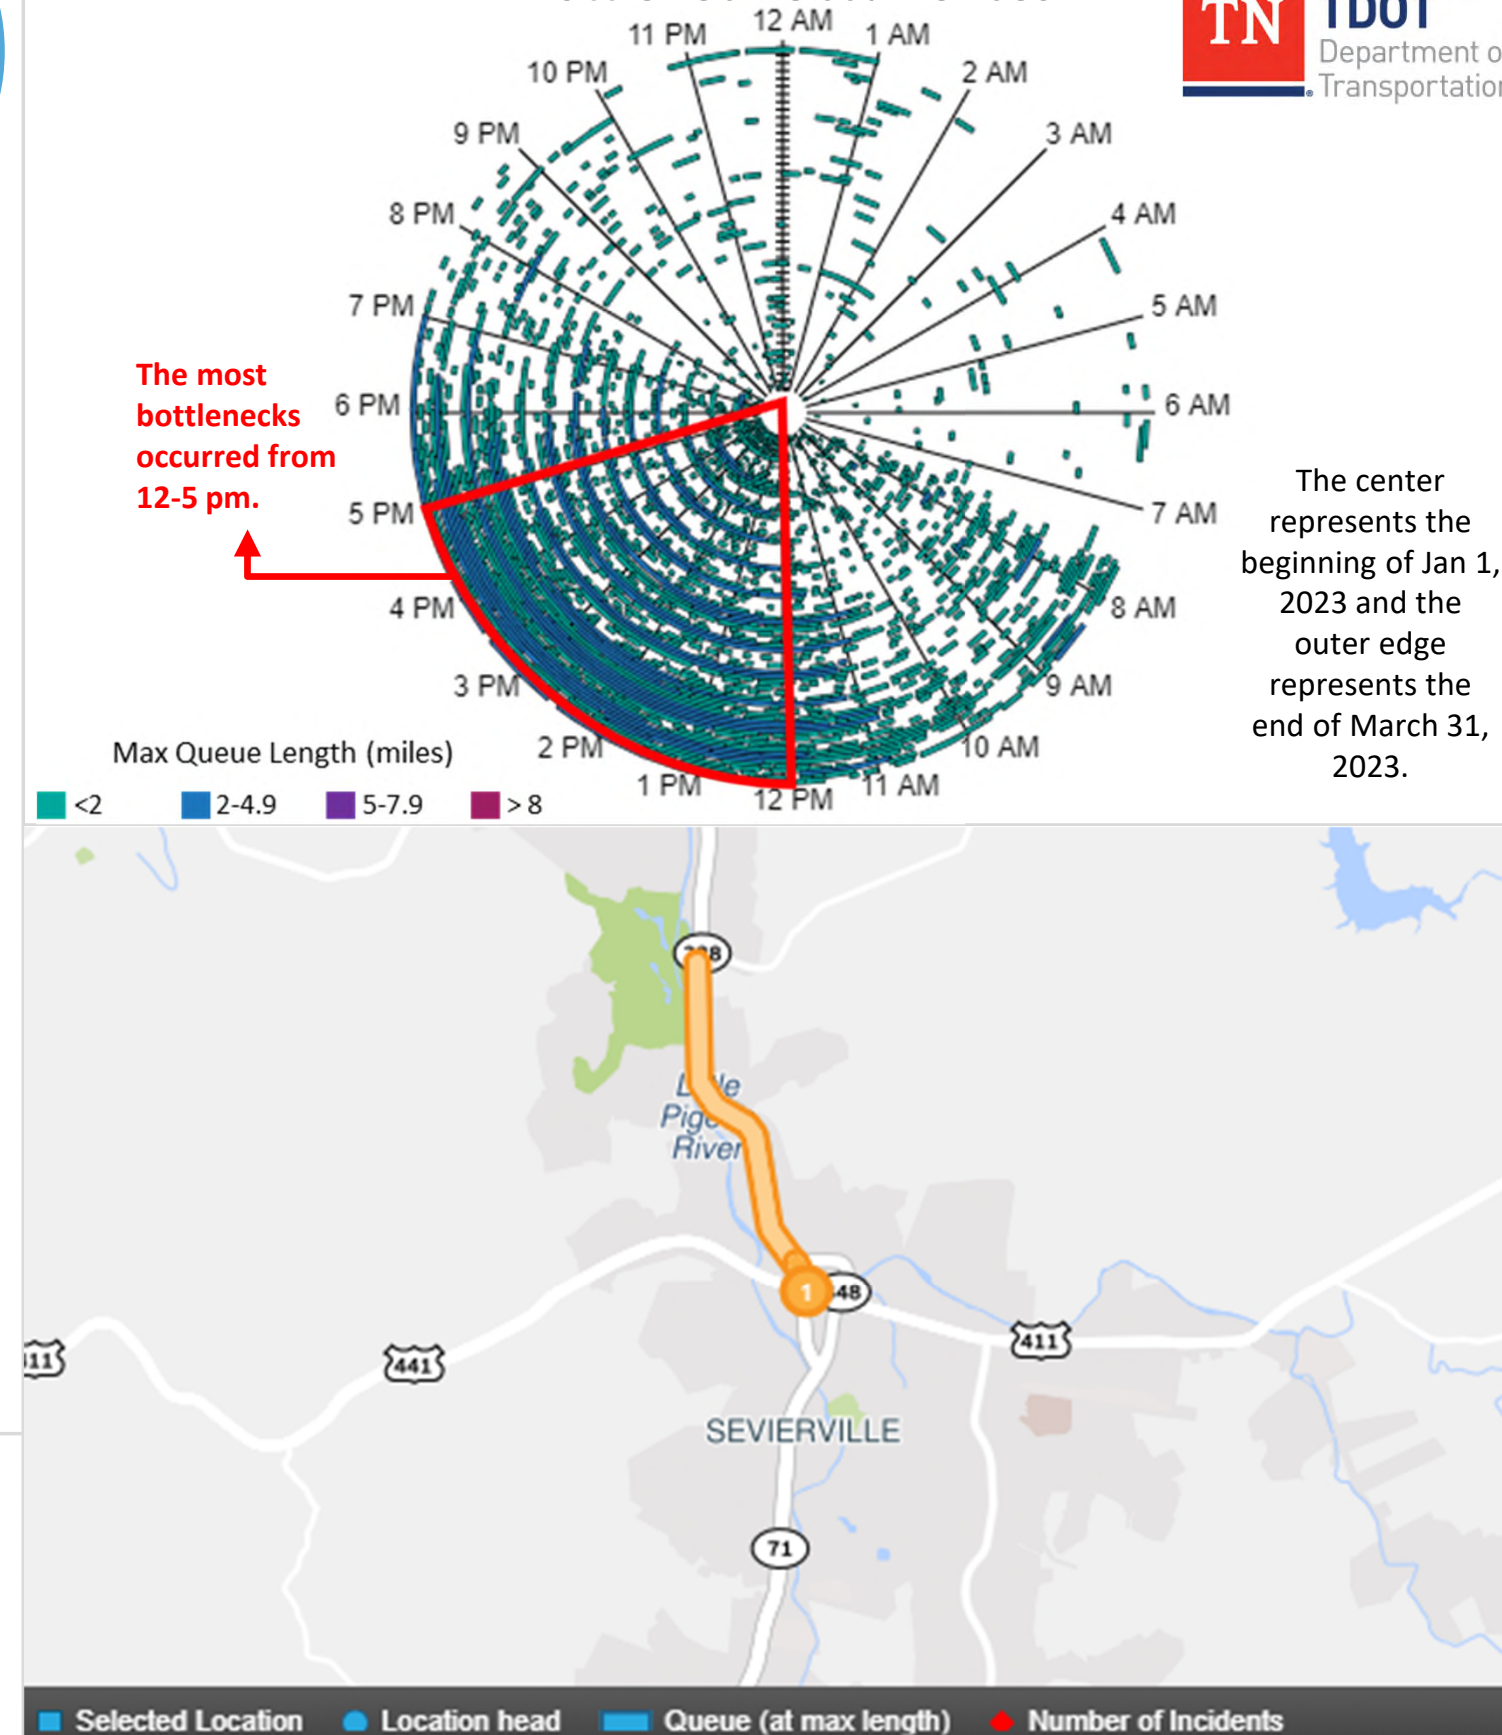 12 AM
11 PM
1 AM
10 PM
2 AM
9 PM
3 AM
8 PM
4 AM
7 PM
5 AM
6 PM
6 AM
5 PM
7 AM
4 PM
8 AM
3 PM
9 AM
2 PM
10 AM
1 PM
12 PM
11 AM
TN
TDOT
Department
Transportation
The most
bottlenecks
occurred from
12-5 pm.
The center
represents the
beginning of Jan 1,
2023 and the
outer edge
represents the
end of March 31,
2023.
Max Queue Length (miles)
<2
2-4.9
5-7.9
> 8
Pigeon
River
1
48
411
441
SEVIERVILLE
71
Selected Location
Location head
Queue (at max length)
Number of Incidents